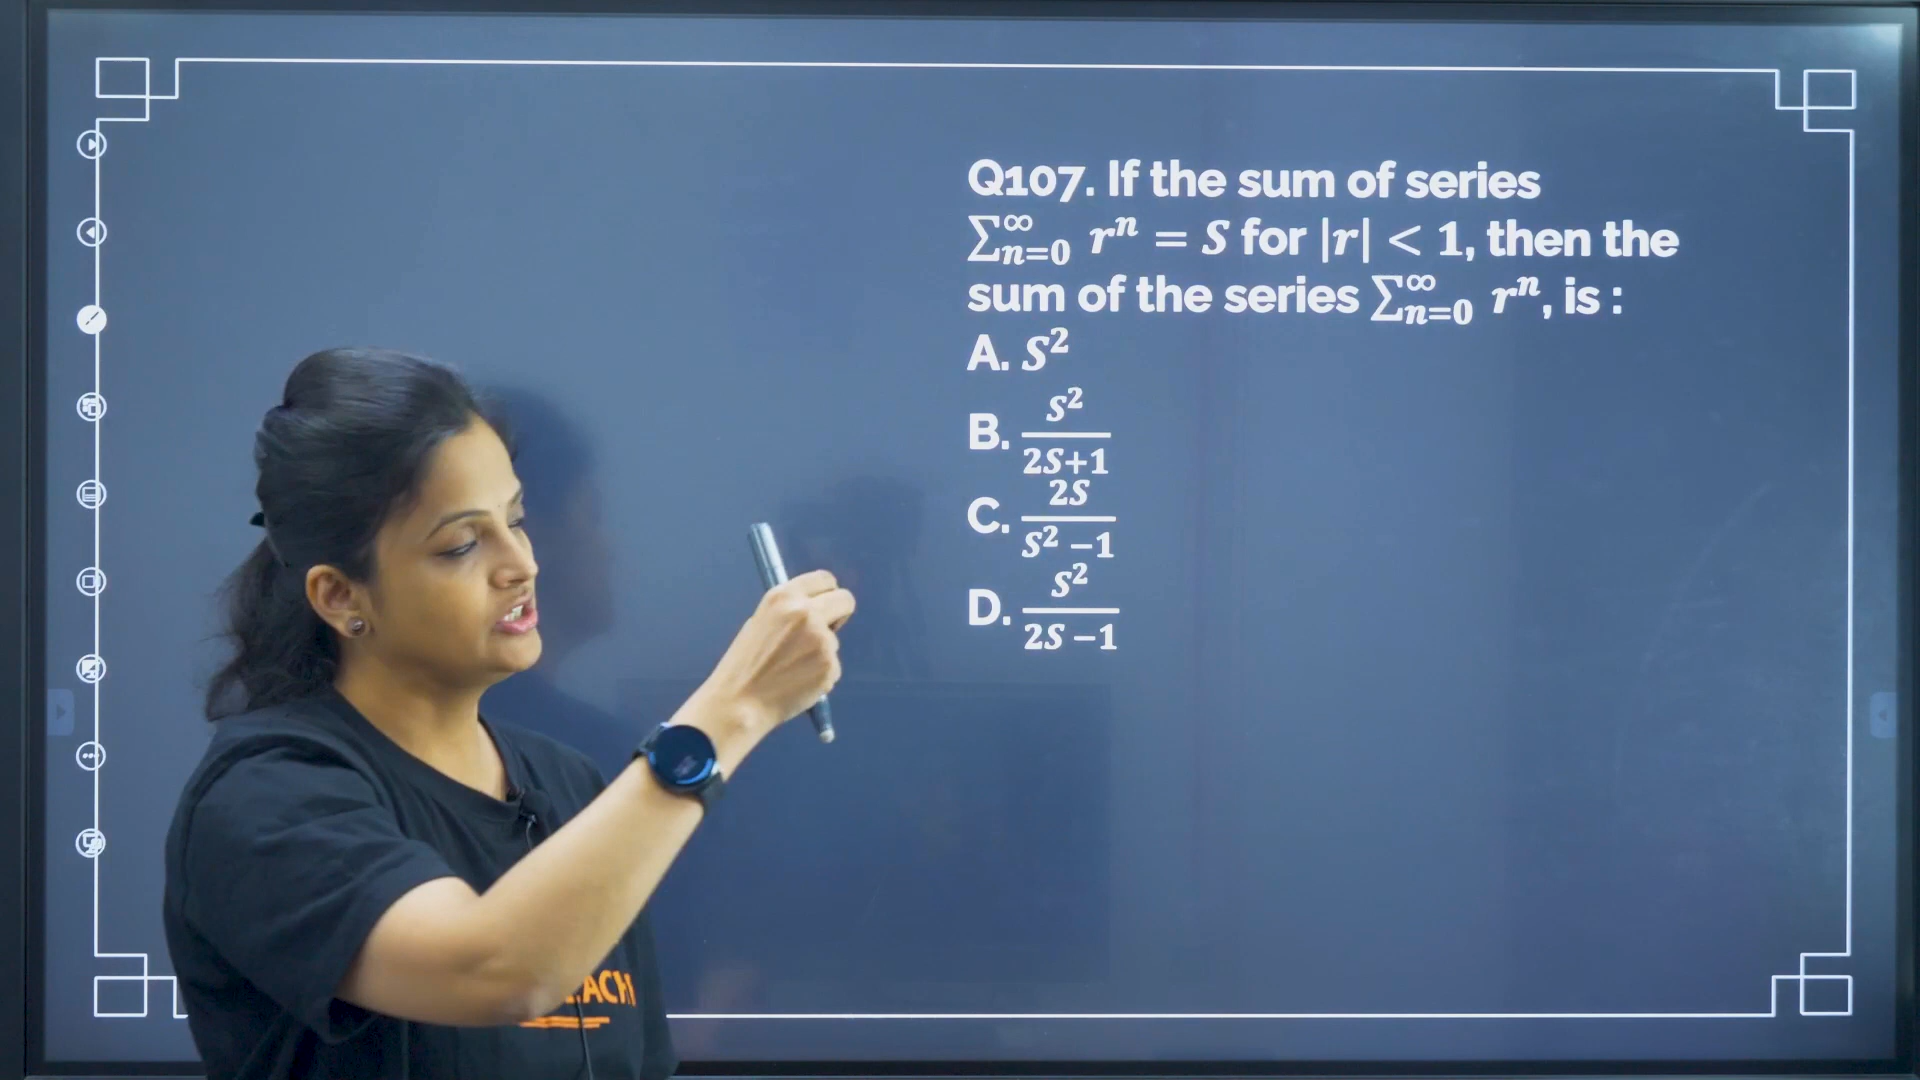 Q107. If the sum of series
∑_{n=0}^{∞} rⁿ = S for |r| < 1, then the
sum of the series ∑_{n=0}^{∞} rⁿ, is :
A. S²
B. S²/(2S+1)
C. 2S/(S² −1)
D. S²/(2S −1)